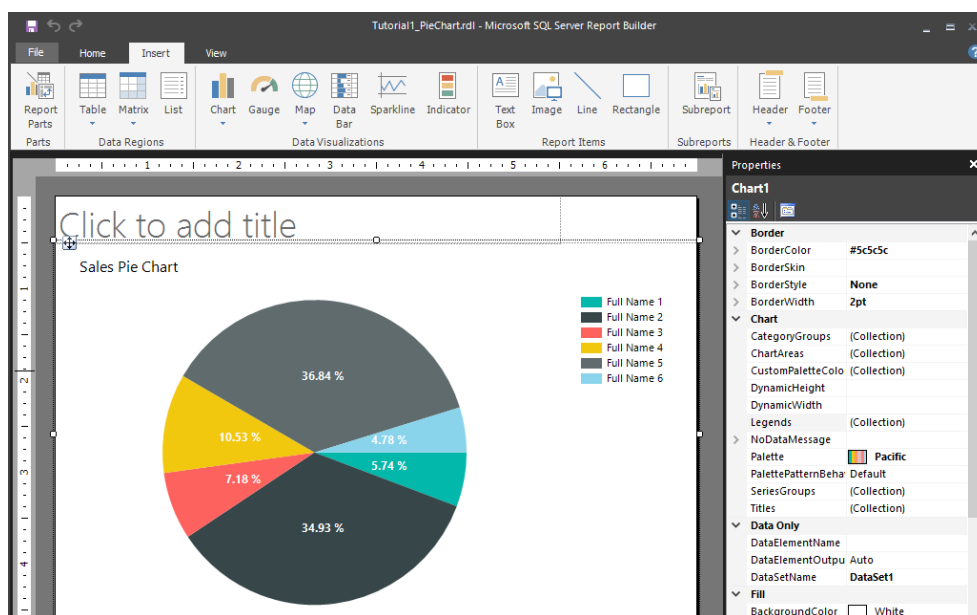 Tutorial1_PieChart.rdl - Microsoft SQL Server Report Builder
File Home Insert View
Report Parts
Table
Matrix
List
Chart
Gauge
Map
Data Bar
Sparkline
Indicator
Text Box
Image
Line
Rectangle
Subreport
Header
Footer
Parts
Data Regions
Data Visualizations
Report Items
Subreports
Header & Footer
1 2 3 4 5 6
2
3
4
Click to add title
Sales Pie Chart
Full Name 1
Full Name 2
Full Name 3
Full Name 4
Full Name 5
Full Name 6
36.84 %
10.53 %
4.78 %
5.74 %
7.18 %
34.93 %
Properties
Chart1
Border
BorderColor #5c5c5c
BorderSkin
BorderStyle None
BorderWidth 2pt
Chart
CategoryGroups (Collection)
ChartAreas (Collection)
CustomPaletteColo (Collection)
DynamicHeight
DynamicWidth
Legends (Collection)
NoDataMessage
Palette Pacific
PalettePatternBeha Default
SeriesGroups (Collection)
Titles (Collection)
Data Only
DataElementName
DataElementOutpu Auto
DataSetName DataSet1
Fill
BackgroundColor White